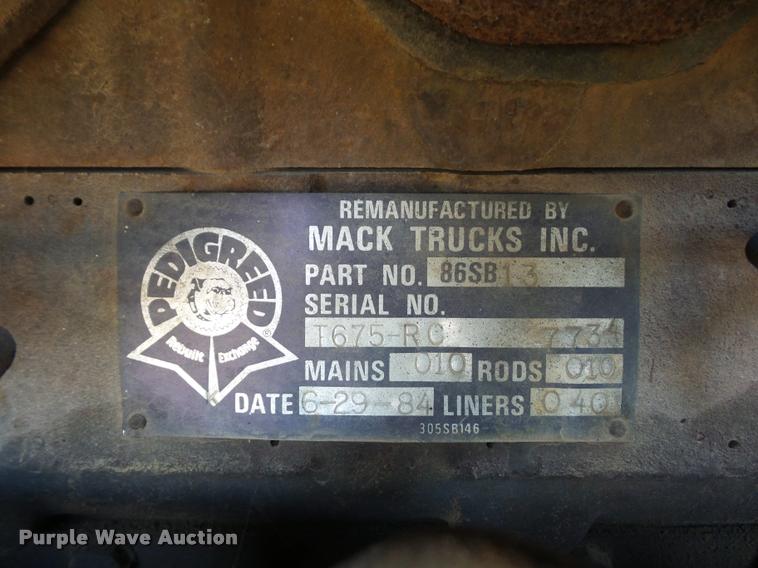 REMANUFACTURED BY
MACK TRUCKS INC.
PEDIGREED
Rebuilt Exchange
PART NO. 86SB13
SERIAL NO.
T675-RC 7734
MAINS 010 RODS 010
DATE 6-29-84 LINERS 040
305SB146
Purple Wave Auction